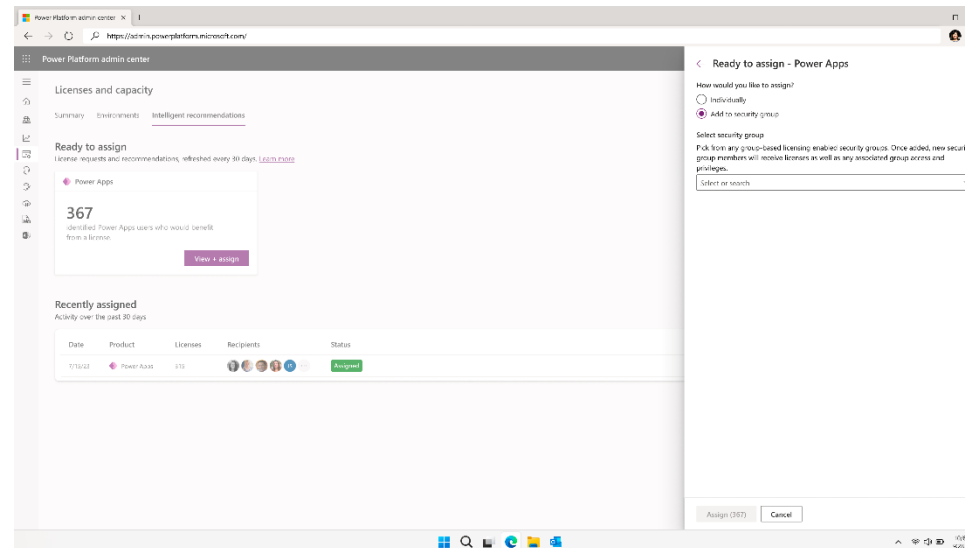 Power Platform admin center
https://admin.powerplatform.microsoft.com/
Power Platform admin center
Licenses and capacity
Summary Environments Intelligent recommendations
Ready to assign
License requests and recommendations, refreshed every 30 days. Learn more
Power Apps
367
Identified Power Apps users who would benefit
from a license.
View + assign
Recently assigned
Activity over the past 30 days
Date Product Licenses Recipients Status
Power Apps Assigned
Ready to assign - Power Apps
How would you like to assign?
Individually
Add to security group
Select security group
Pick from any group-based licensing enabled security groups. Once added, new securi
group members will receive licenses as well as any associated group access and
privileges.
Select or search
Assign (367) Cancel